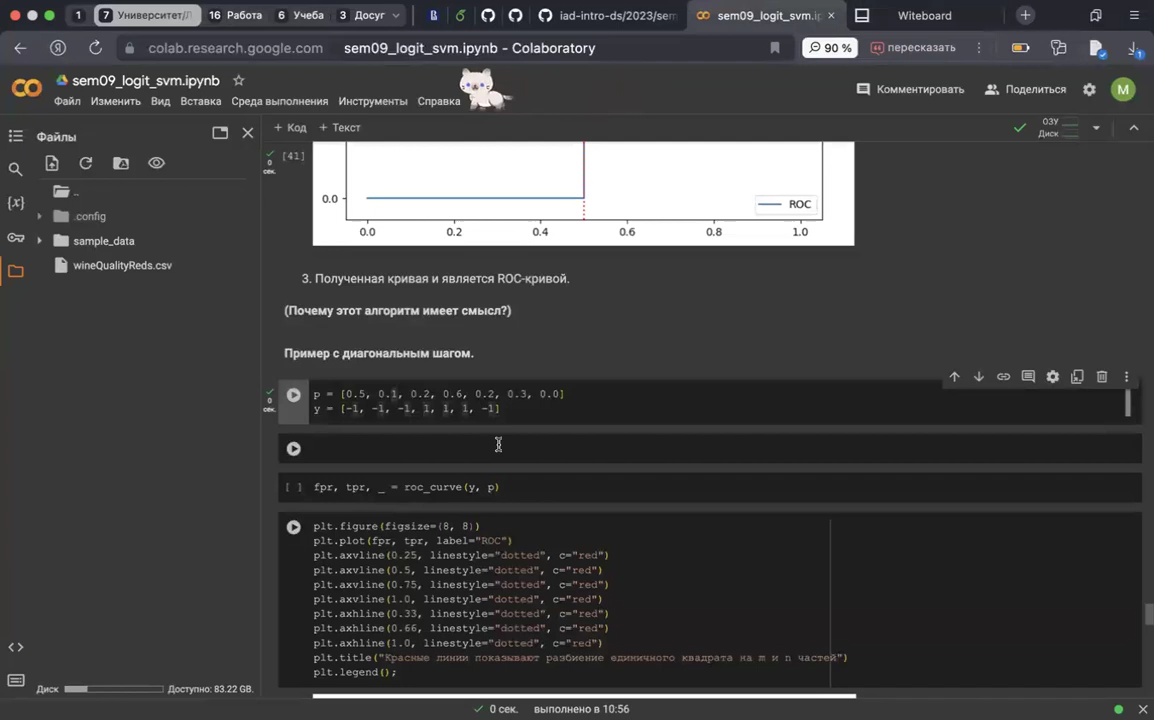 1
7 Университет/Л
16 Работа
6 Учеба
3 Досуг
iad-intro-ds/2023/sem
sem09_logit_svm.ipynb
Witeboard
Я
colab.research.google.com
sem09_logit_svm.ipynb - Colaboratory
90 %
пересказать
1
sem09_logit_svm.ipynb
Файл Изменить Вид Вставка Среда выполнения Инструменты Справка
Комментировать
Поделиться
M
Файлы
+ Код + Текст
ОЗУ
Диск
..
.config
sample_data
wineQualityReds.csv
{x}
[41]
0
сек.
0.0
ROC
0.0 0.2 0.4 0.6 0.8 1.0
3. Полученная кривая и является ROC-кривой.
(Почему этот алгоритм имеет смысл?)
Пример с диагональным шагом.
0
сек.
p = [0.5, 0.1, 0.2, 0.6, 0.2, 0.3, 0.0]
y = [-1, -1, -1, 1, 1, 1, -1]
[ ] fpr, tpr, _ = roc_curve(y, p)
plt.figure(figsize=(8, 8))
plt.plot(fpr, tpr, label="ROC")
plt.axvline(0.25, linestyle="dotted", c="red")
plt.axvline(0.5, linestyle="dotted", c="red")
plt.axvline(0.75, linestyle="dotted", c="red")
plt.axvline(1.0, linestyle="dotted", c="red")
plt.axhline(0.33, linestyle="dotted", c="red")
plt.axhline(0.66, linestyle="dotted", c="red")
plt.axhline(1.0, linestyle="dotted", c="red")
plt.title("Красные линии показывают разбиение единичного квадрата на m и n частей")
plt.legend();
Диск
Доступно: 83.22 GB.
0 сек. выполнено в 10:56